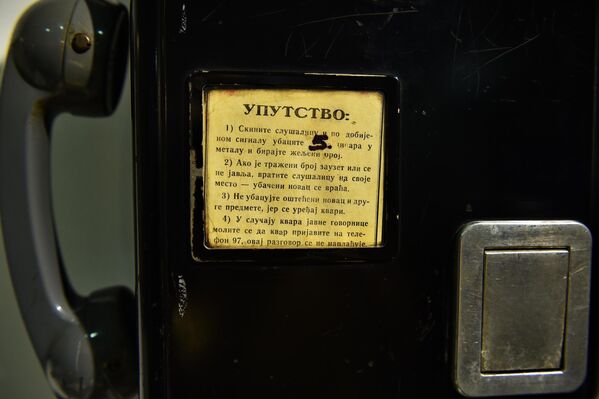 УПУТСТВО:
1) Скините слушалицу и по добије-
ном сигналу убаците 5. динара у
металу и бирајте жељени број.
2) Ако је тражени број заузет или се
не јавља, вратите слушалицу на своје
место — убачени новац се враћа.
3) Не убацујте оштећени новац и дру-
ге предмете, јер се уређај квари.
4) У случају квара јавне говорнице
молите се да квар пријавите на теле-
фон 97, овај разговор се не наплаћује.